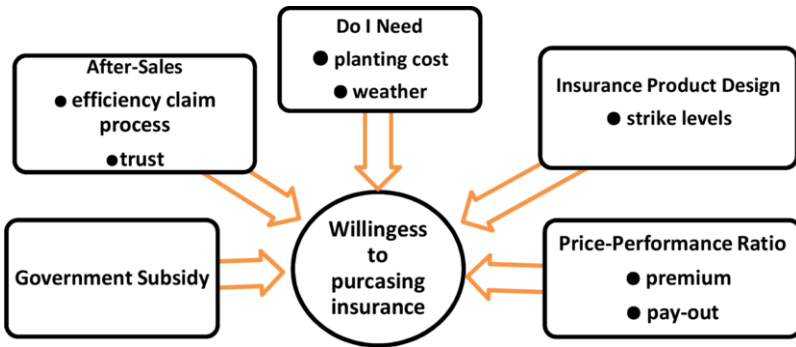 Do I Need
● planting cost
● weather
After-Sales
● efficiency claim
process
● trust
Insurance Product Design
● strike levels
Government Subsidy
Willingess
to
purcasing
insurance
Price-Performance Ratio
● premium
● pay-out